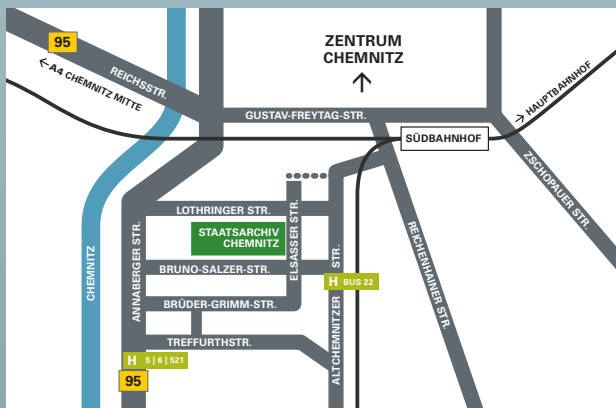 95
ZENTRUM
CHEMNITZ
REICHSSTR.
A4 CHEMNITZ MITTE
HAUPTBAHNHOF
GUSTAV-FREYTAG-STR.
SÜDBAHNHOF
ZSCHOPAUER STR.
LOTHRINGER STR.
STAATSARCHIV
CHEMNITZ
ELSASSER STR.
ANNABERGER STR.
CHEMNITZ
REICHENHAINER STR.
BRUNO-SALZER-STR.
H BUS 22
BRÜDER-GRIMM-STR.
ALTCHEMNITZER STR.
TREFFURTHSTR.
H 5 | 6 | 521
95